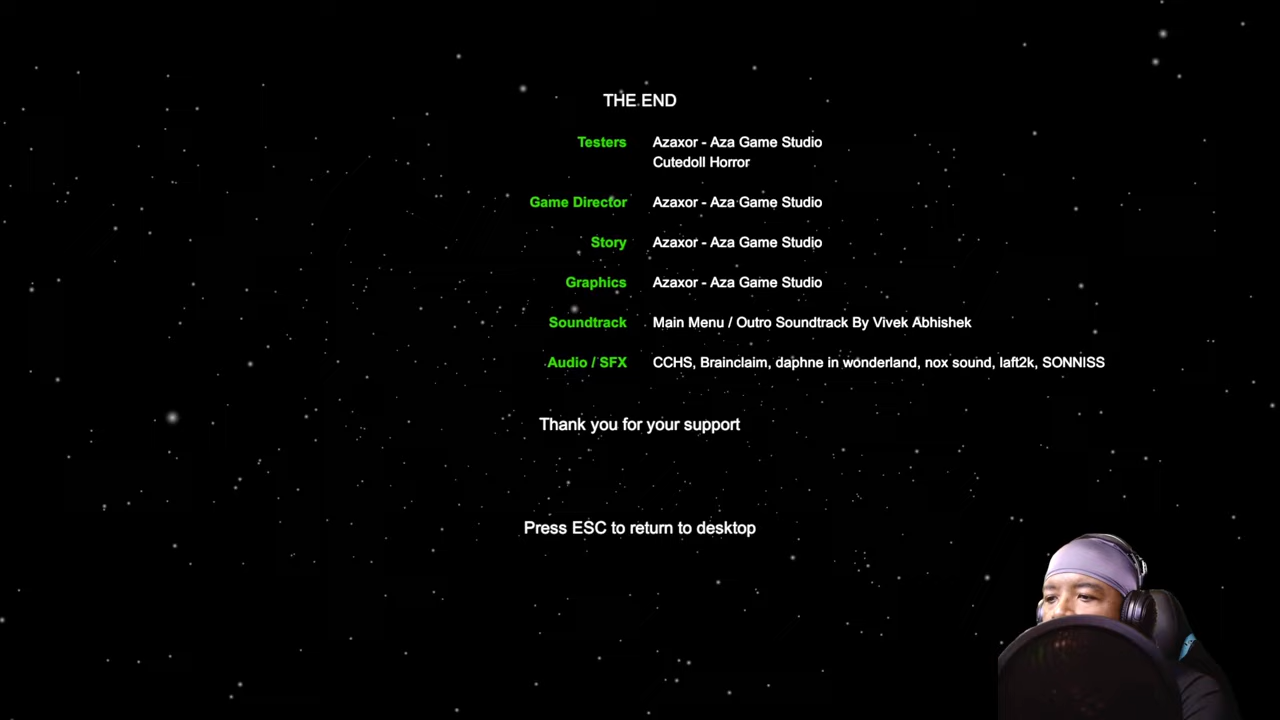 THE END
Testers Azaxor - Aza Game Studio
Cutedoll Horror
Game Director Azaxor - Aza Game Studio
Story Azaxor - Aza Game Studio
Graphics Azaxor - Aza Game Studio
Soundtrack Main Menu / Outro Soundtrack By Vivek Abhishek
Audio / SFX CCHS, Brainclaim, daphne in wonderland, nox sound, laft2k, SONNISS
Thank you for your support
Press ESC to return to desktop